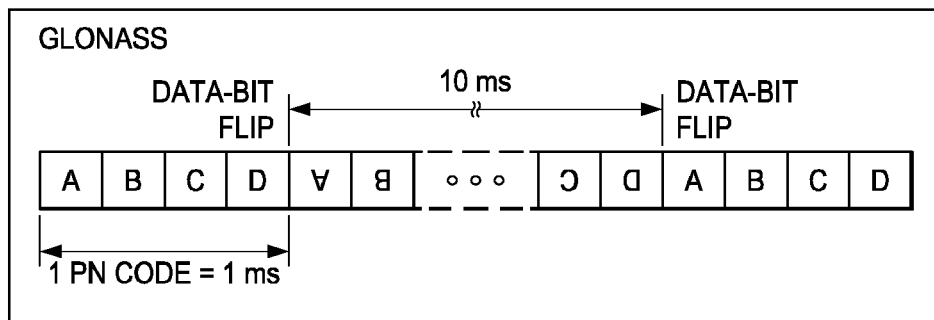 GLONASS
DATA-BIT
FLIP
10 ms
DATA-BIT
FLIP
A B C D ∀ ᗺ ∘∘∘ Ɔ ᗡ A B C D
1 PN CODE = 1 ms